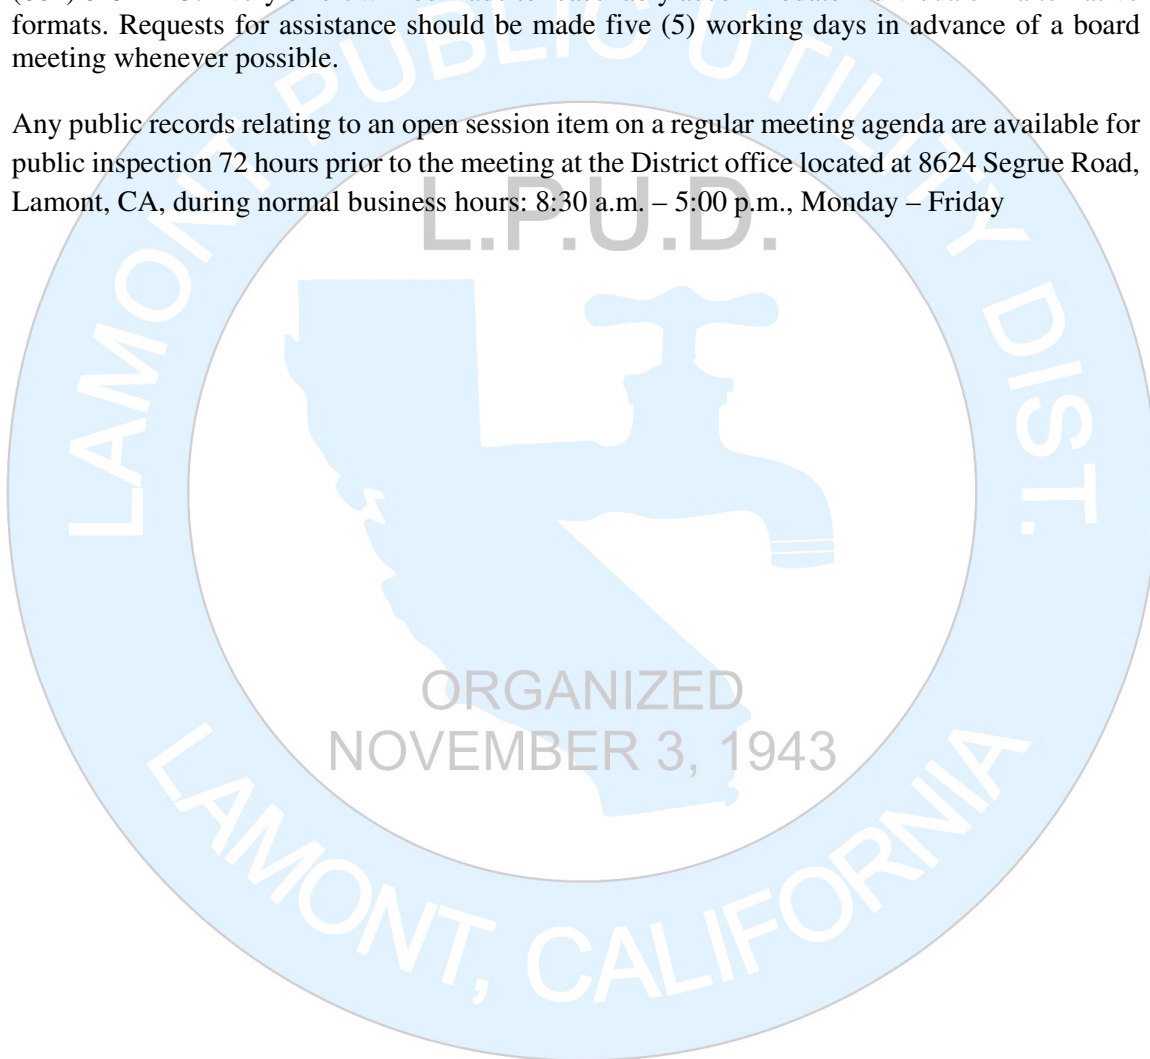 formats. Requests for assistance should be made five (5) working days in advance of a board
meeting whenever possible.
Any public records relating to an open session item on a regular meeting agenda are available for
public inspection 72 hours prior to the meeting at the District office located at 8624 Segrue Road,
Lamont, CA, during normal business hours: 8:30 a.m. – 5:00 p.m., Monday – Friday
LAMONT PUBLIC UTILITY DIST.
L.P.U.D.
ORGANIZED
NOVEMBER 3, 1943
LAMONT, CALIFORNIA